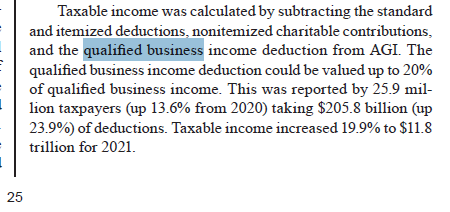 Taxable income was calculated by subtracting the standard
and itemized deductions, nonitemized charitable contributions,
and the qualified business income deduction from AGI. The
qualified business income deduction could be valued up to 20%
of qualified business income. This was reported by 25.9 mil-
lion taxpayers (up 13.6% from 2020) taking $205.8 billion (up
23.9%) of deductions. Taxable income increased 19.9% to $11.8
trillion for 2021.
25